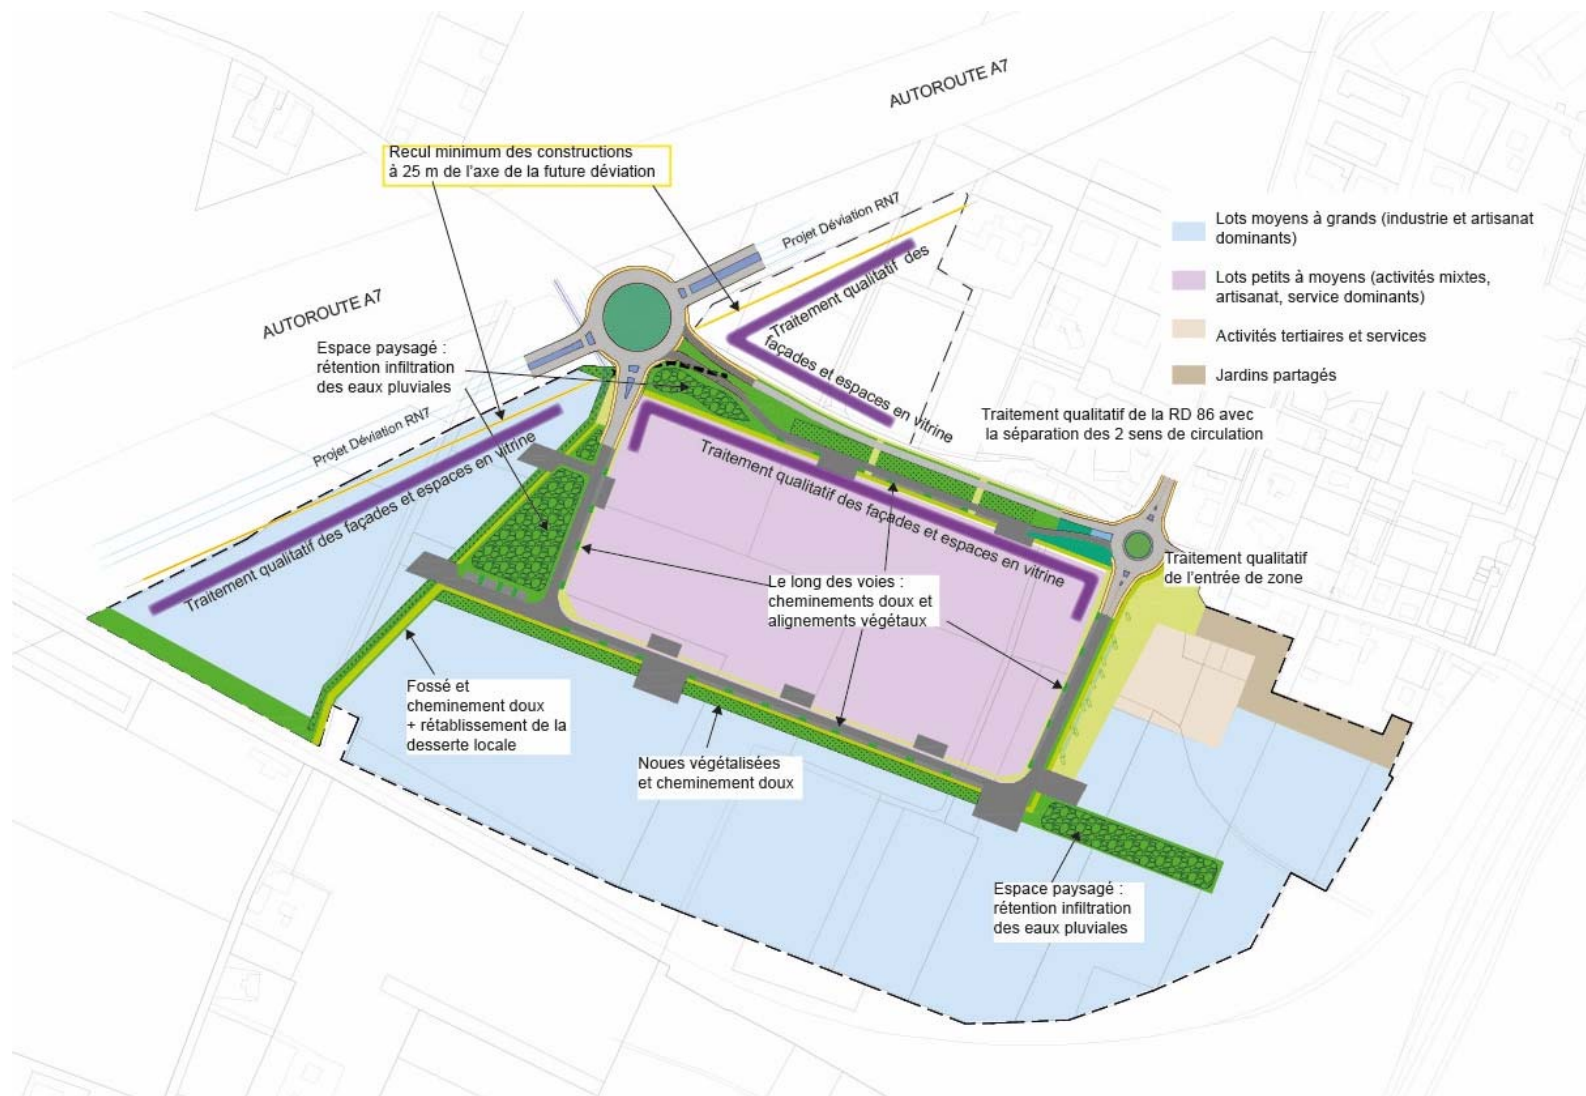 AUTOROUTE A7
Recul minimum des constructions
à 25 m de l'axe de la future déviation
Projet Déviation RN7
Lots moyens à grands (industrie et artisanat
dominants)
Lots petits à moyens (activités mixtes,
artisanat, service dominants)
Activités tertiaires et services
Jardins partagés
AUTOROUTE A7
Traitement qualitatif des
façades et espaces en vitrine
Espace paysagé :
rétention infiltration
des eaux pluviales
Projet Déviation RN7
Traitement qualitatif de la RD 86 avec
la séparation des 2 sens de circulation
Traitement qualitatif des façades et espaces en vitrine
Traitement qualitatif des façades et espaces en vitrine
Traitement qualitatif
de l'entrée de zone
Le long des voies :
cheminements doux et
alignements végétaux
Fossé et
cheminement doux
+ rétablissement de la
desserte locale
Noues végétalisées
et cheminement doux
Espace paysagé :
rétention infiltration
des eaux pluviales